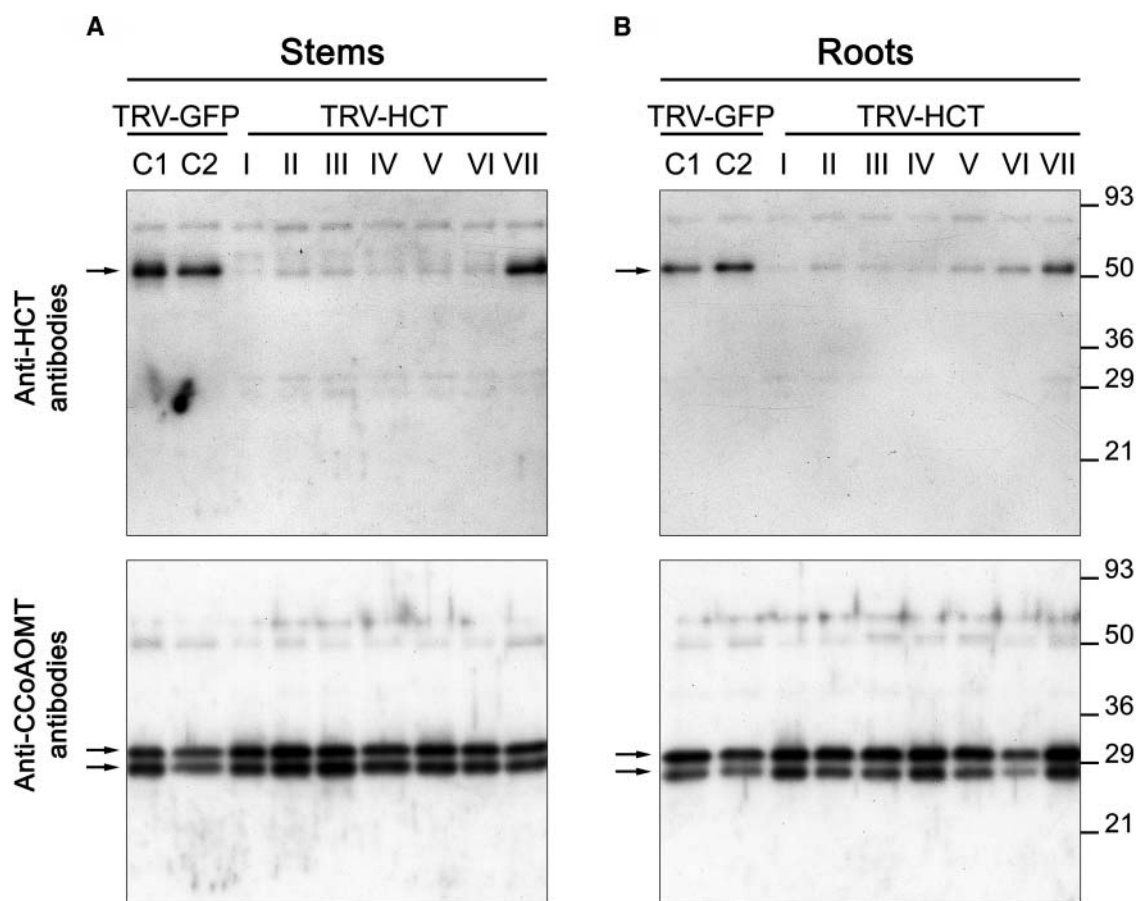 A
B
Stems
Roots
TRV-GFP
TRV-HCT
TRV-GFP
TRV-HCT
C1 C2 I II III IV V VI VII
C1 C2 I II III IV V VI VII
Anti-HCT
antibodies
93
50
36
29
21
Anti-CCoAOMT
antibodies
93
50
36
29
21